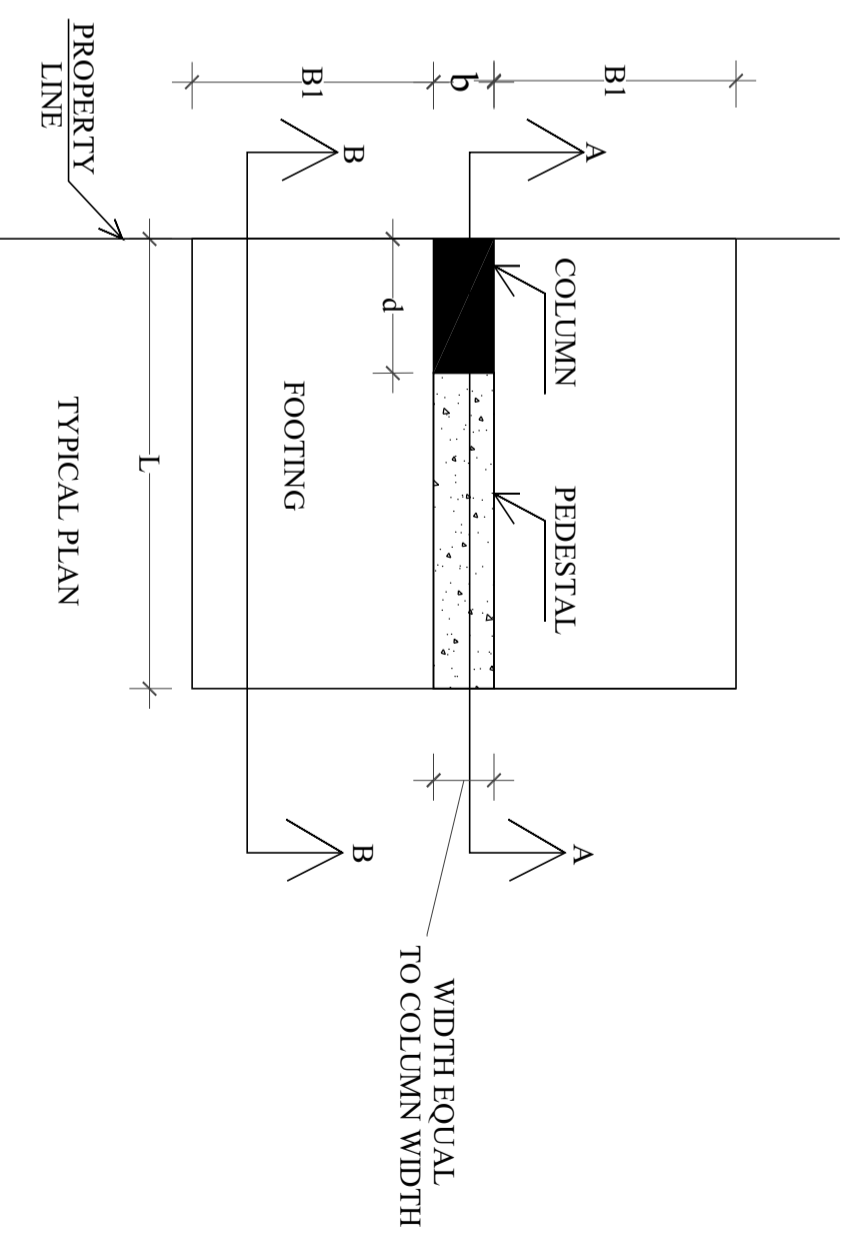 B1
A
A
COLUMN
PEDESTAL
b
WIDTH EQUAL
TO COLUMN WIDTH
d
B
B
B1
FOOTING
L
PROPERTY
LINE
TYPICAL PLAN